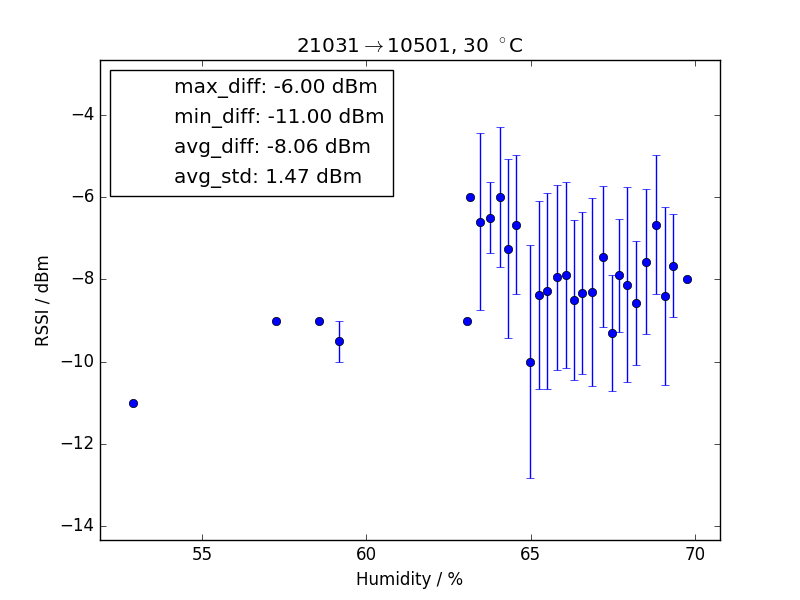 21031→10501, 30 °C
max_diff: -6.00 dBm
min_diff: -11.00 dBm
avg_diff: -8.06 dBm
avg_std: 1.47 dBm
−4
−6
−8
−10
−12
−14
RSSI / dBm
55 60 65 70
Humidity / %